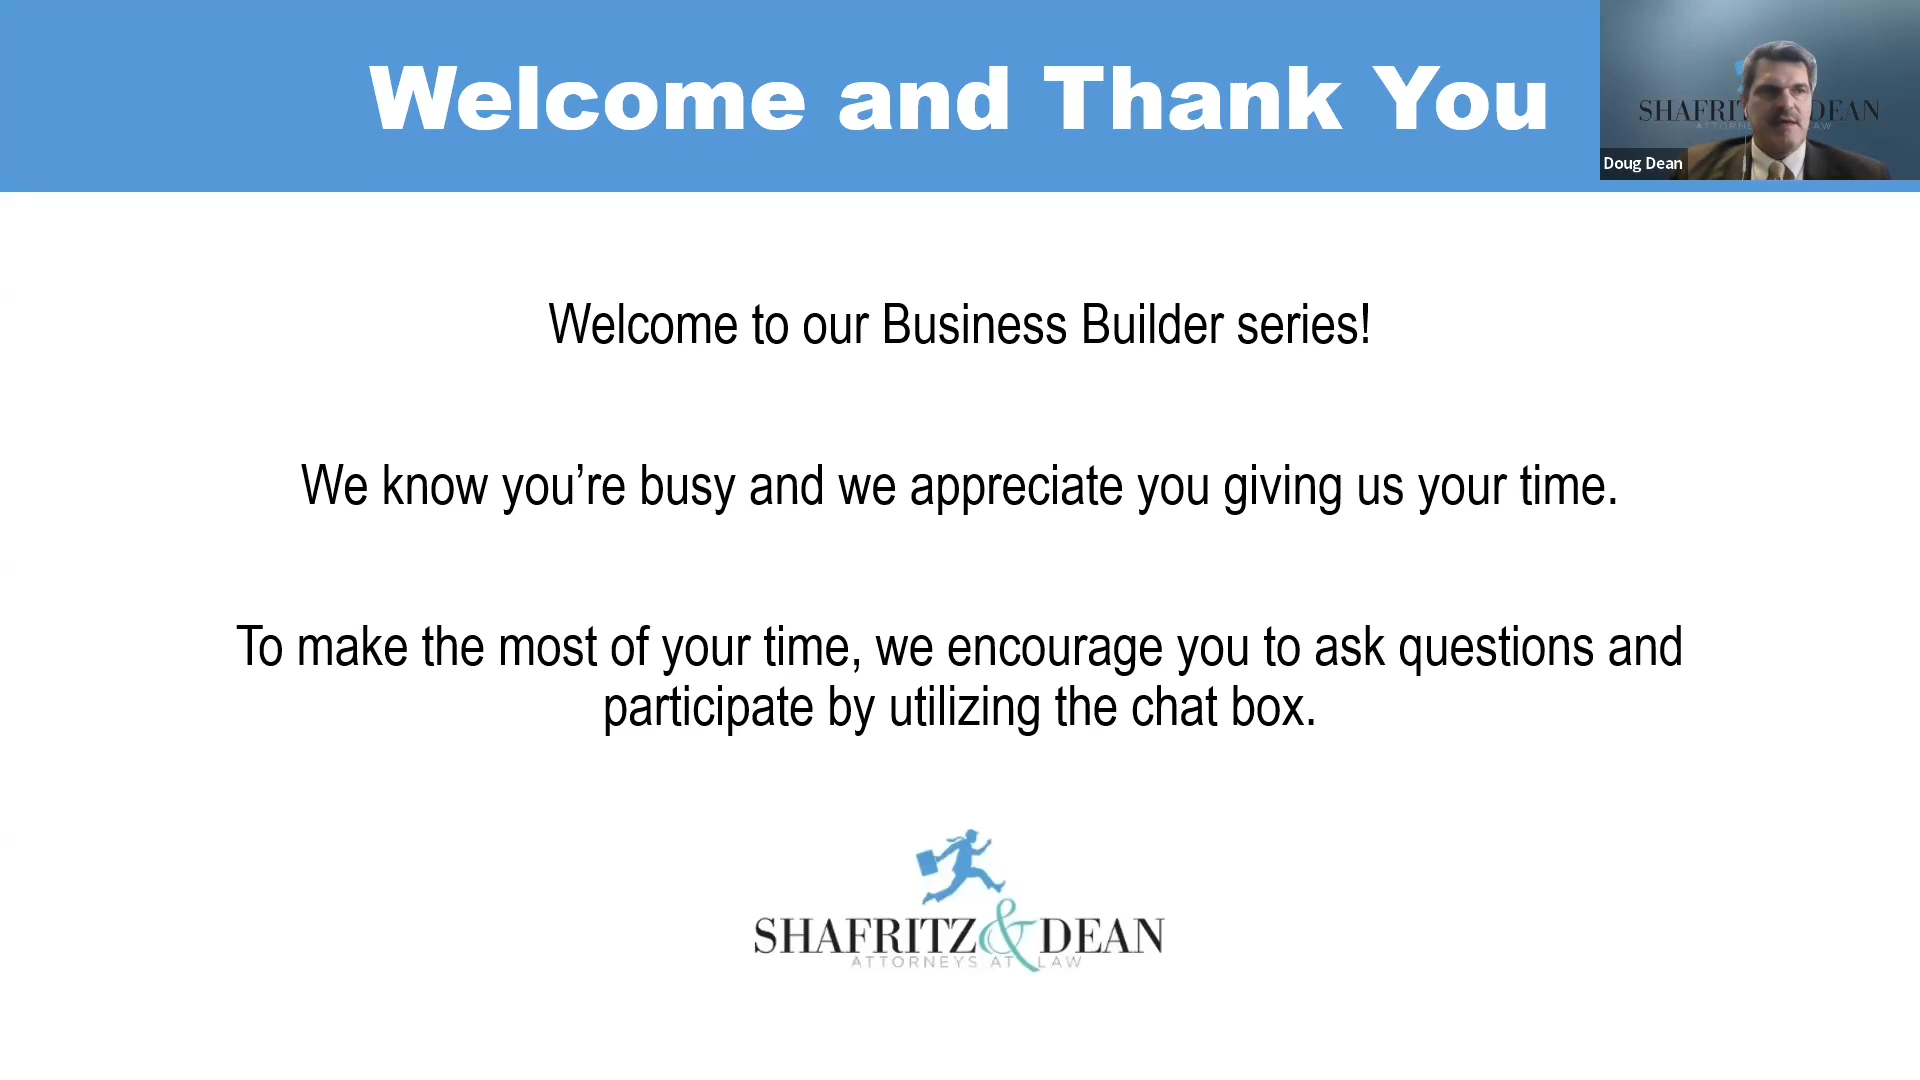 Welcome and Thank You
SHAFRITZ DEAN
Doug Dean
Welcome to our Business Builder series!
We know you’re busy and we appreciate you giving us your time.
To make the most of your time, we encourage you to ask questions and
participate by utilizing the chat box.
SHAFRITZ & DEAN
ATTORNEYS AT LAW